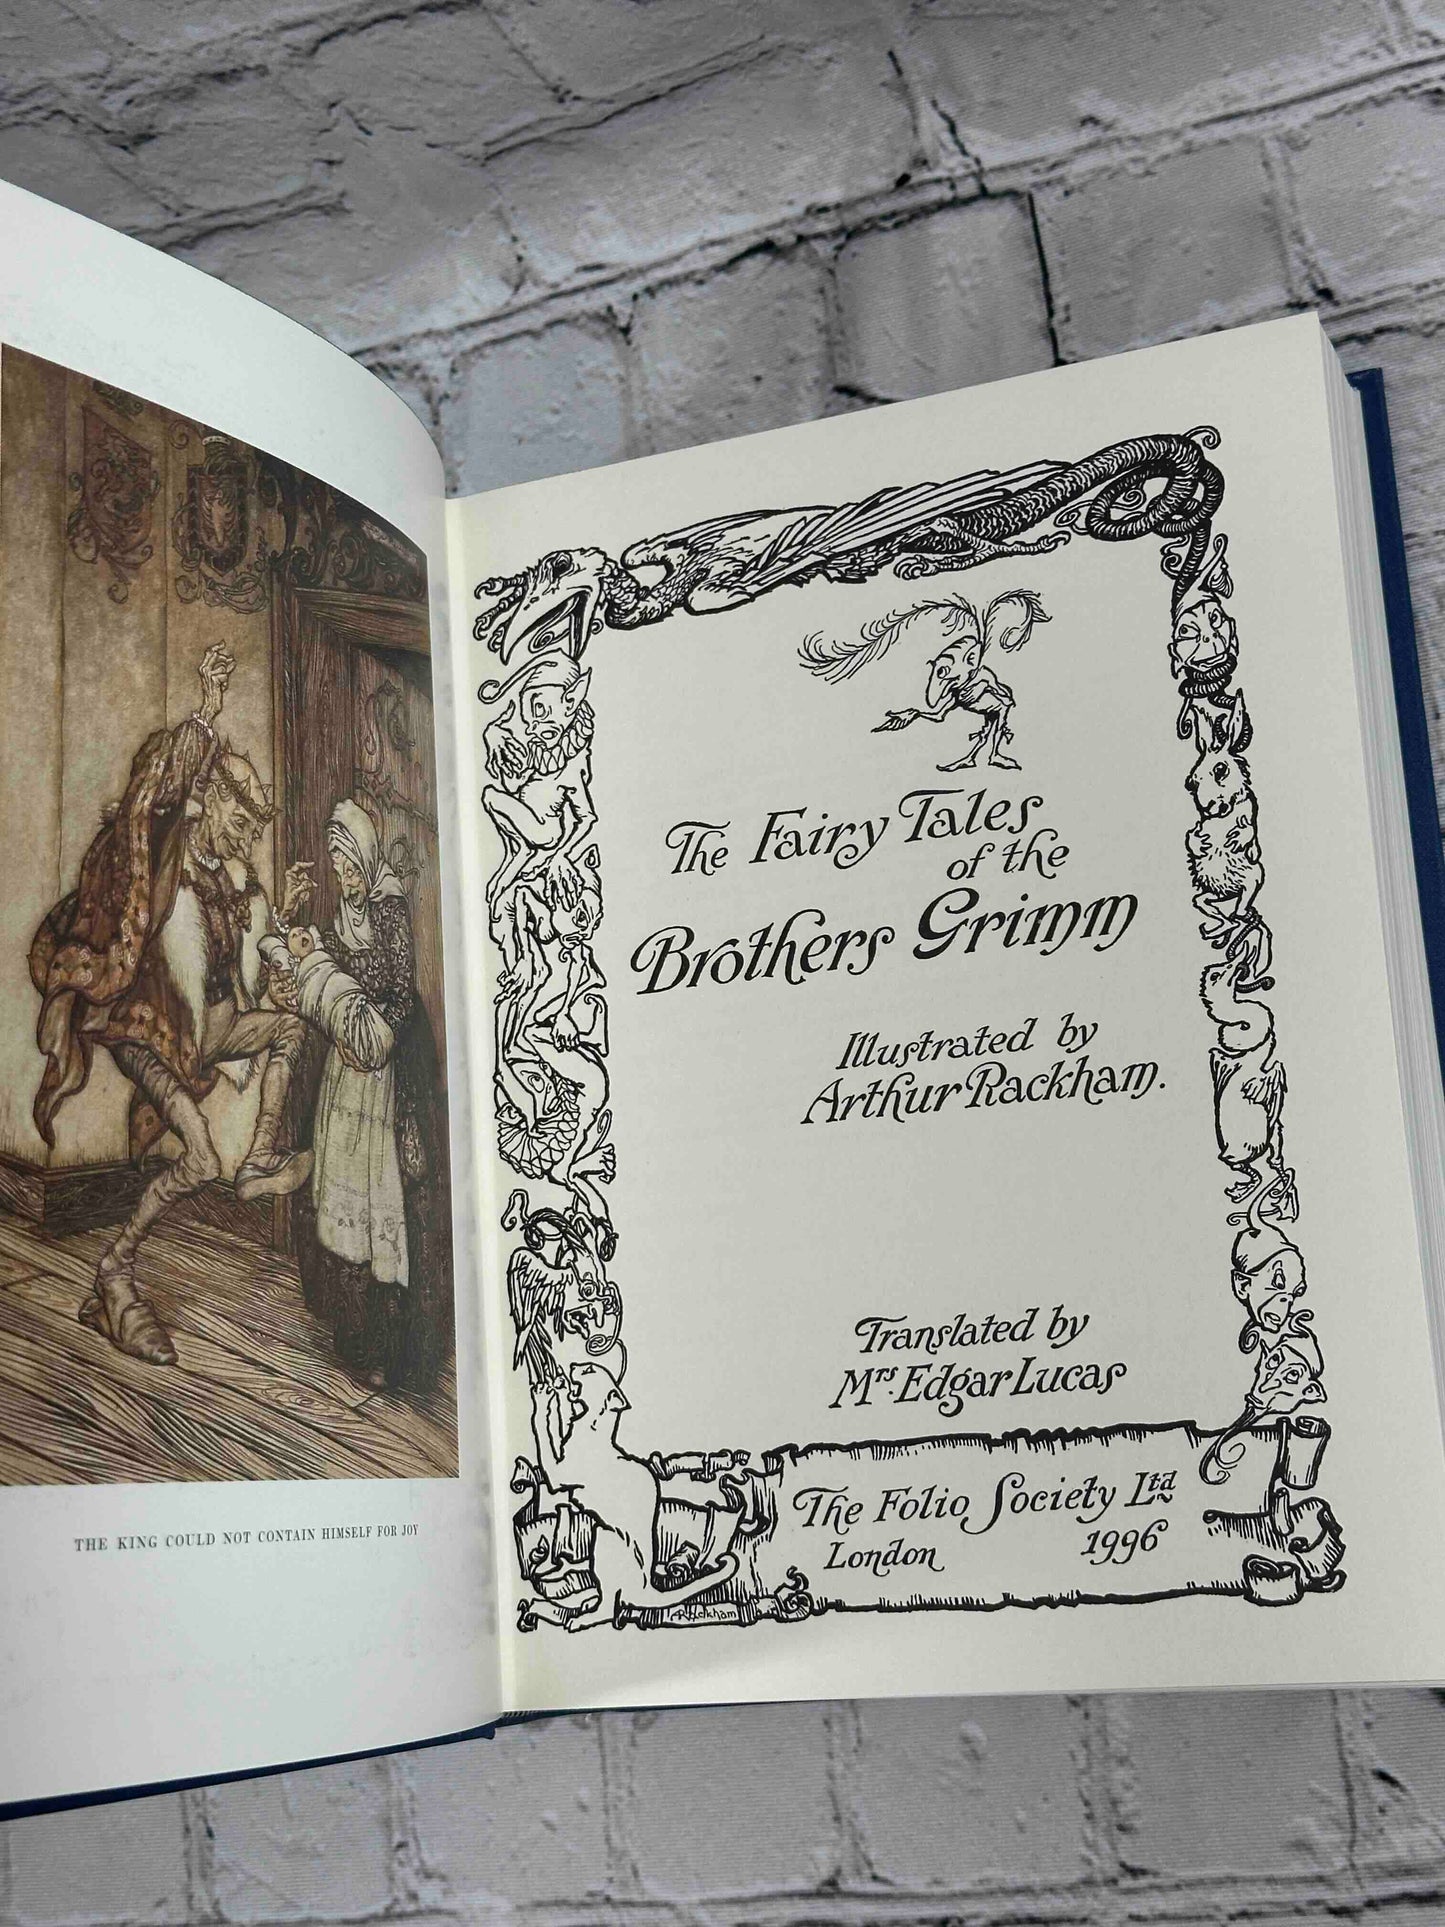 THE KING COULD NOT CONTAIN HIMSELF FOR JOY
The Fairy Tales
of the
Brothers Grimm
Illustrated by
Arthur Rackham.
Translated by
Mrs. Edgar Lucas
The Folio Society Ltd
London 1996
ARackham